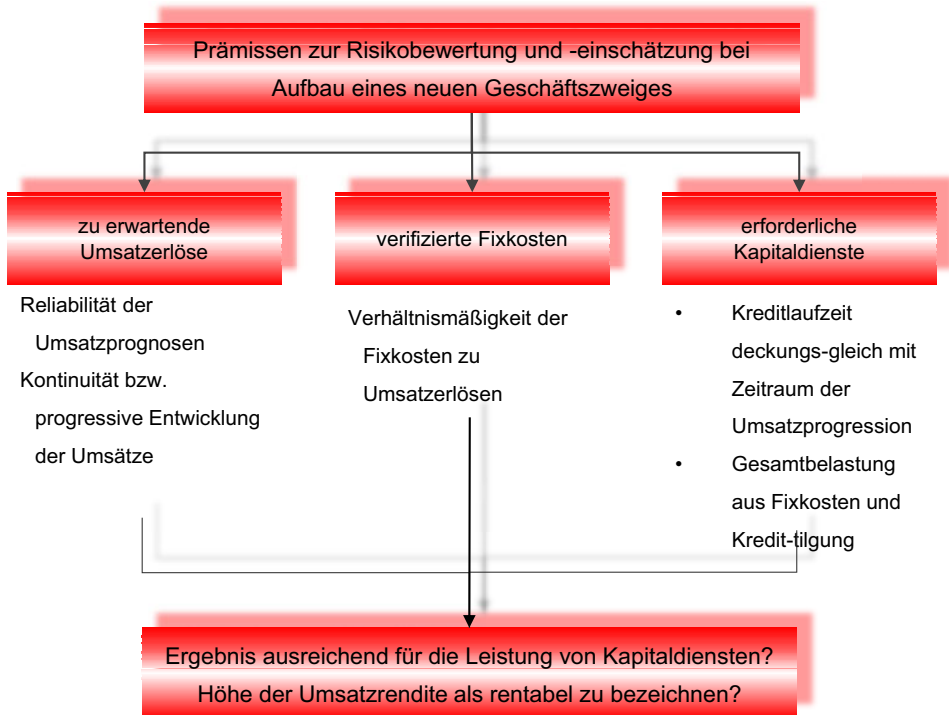 Prämissen zur Risikobewertung und -einschätzung bei
Aufbau eines neuen Geschäftszweiges
zu erwartende
Umsatzerlöse
Reliabilität der
Umsatzprognosen
Kontinuität bzw.
progressive Entwicklung
der Umsätze
verifizierte Fixkosten
Verhältnismäßigkeit der
Fixkosten zu
Umsatzerlösen
erforderliche
Kapitaldienste
• Kreditlaufzeit
deckungs-gleich mit
Zeitraum der
Umsatzprogression
• Gesamtbelastung
aus Fixkosten und
Kredit-tilgung
Ergebnis ausreichend für die Leistung von Kapitaldiensten?
Höhe der Umsatzrendite als rentabel zu bezeichnen?